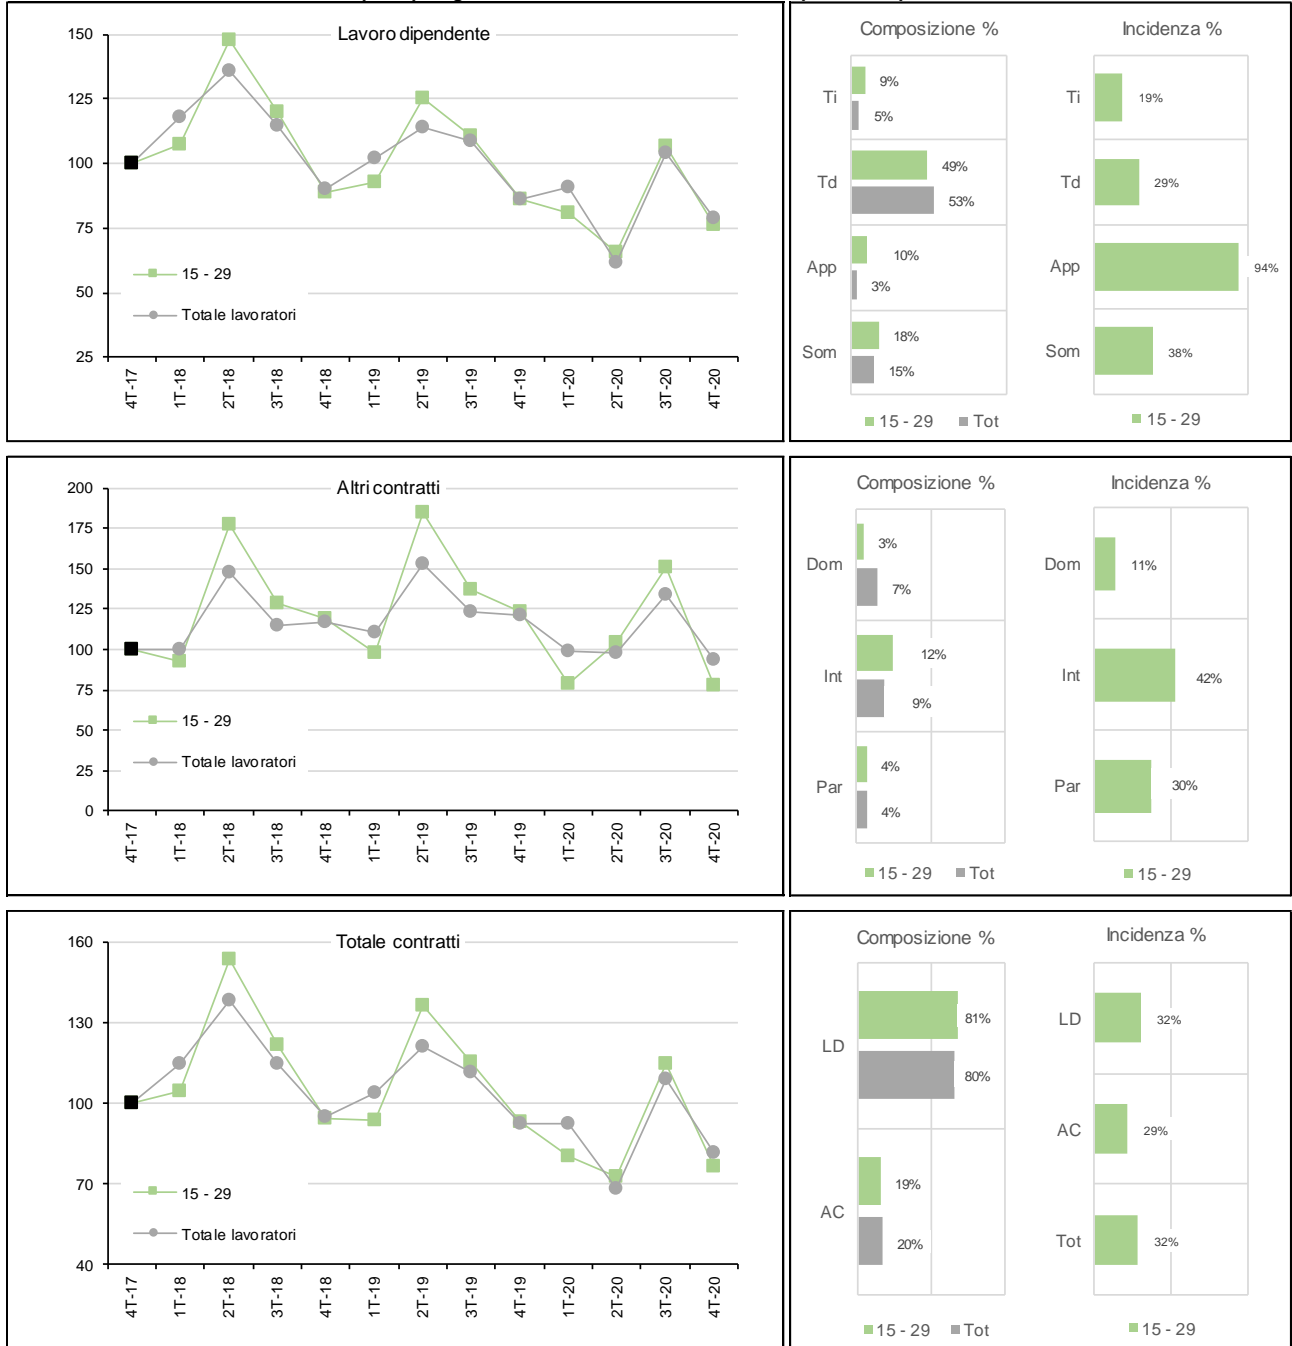 Lavoro dipendente
150
125
100
75
50
25
15 - 29
Totale lavoratori
4T-17
1T-18
2T-18
3T-18
4T-18
1T-19
2T-19
3T-19
4T-19
1T-20
2T-20
3T-20
4T-20
Composizione %
Ti
9%
5%
Td
49%
53%
App
10%
3%
Som
18%
15%
15 - 29
Tot
Incidenza %
Ti
19%
Td
29%
App
94%
Som
38%
15 - 29
Altri contratti
200
175
150
125
100
75
50
25
0
15 - 29
Totale lavoratori
4T-17
1T-18
2T-18
3T-18
4T-18
1T-19
2T-19
3T-19
4T-19
1T-20
2T-20
3T-20
4T-20
Composizione %
Dom
3%
7%
Int
12%
9%
Par
4%
4%
15 - 29
Tot
Incidenza %
Dom
11%
Int
42%
Par
30%
15 - 29
Totale contratti
160
130
100
70
40
15 - 29
Totale lavoratori
4T-17
1T-18
2T-18
3T-18
4T-18
1T-19
2T-19
3T-19
4T-19
1T-20
2T-20
3T-20
4T-20
Composizione %
LD
81%
80%
AC
19%
20%
15 - 29
Tot
Incidenza %
LD
32%
AC
29%
Tot
32%
15 - 29